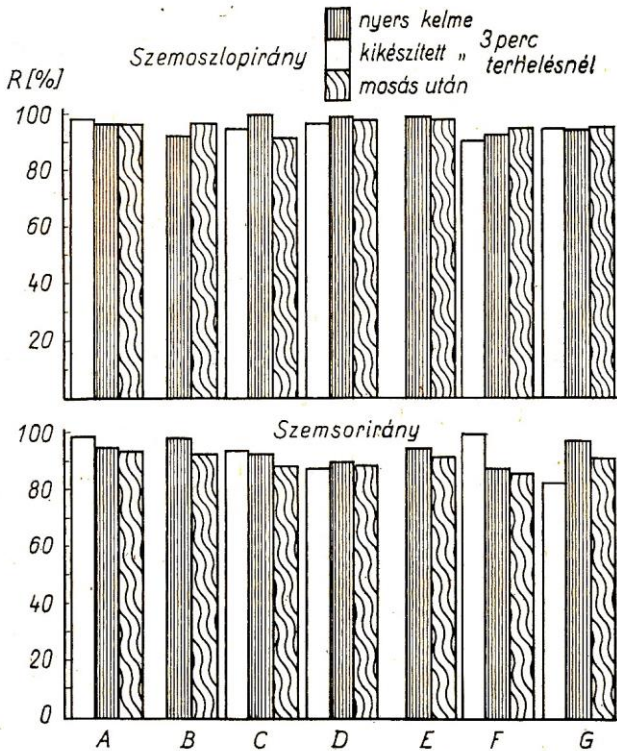 nyers kelme
Szemoszlopirány kikészített „ 3 perc terhelésnél
mosás után
R [%]
100
80
60
40
20
Szemsorirány
100
80
60
40
20
0
A B C D E F G